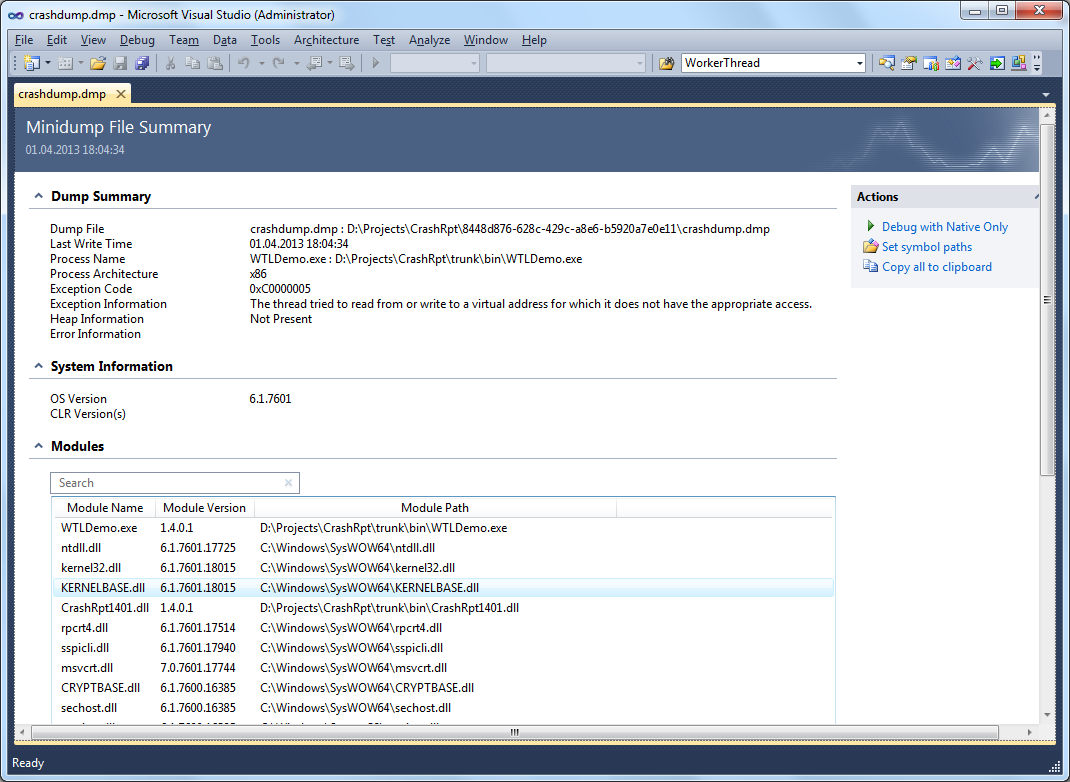 crashdump.dmp - Microsoft Visual Studio (Administrator)
File Edit View Debug Team Data Tools Architecture Test Analyze Window Help
WorkerThread
crashdump.dmp
Minidump File Summary
01.04.2013 18:04:34
Dump Summary
Dump File crashdump.dmp : D:\Projects\CrashRpt\8448d876-628c-429c-a8e6-b5920a7e0e11\crashdump.dmp
Last Write Time 01.04.2013 18:04:34
Process Name WTLDemo.exe : D:\Projects\CrashRpt\trunk\bin\WTLDemo.exe
Process Architecture x86
Exception Code 0xC0000005
Exception Information The thread tried to read from or write to a virtual address for which it does not have the appropriate access.
Heap Information Not Present
Error Information
System Information
OS Version 6.1.7601
CLR Version(s)
Modules
Search
Module Name Module Version Module Path
WTLDemo.exe 1.4.0.1 D:\Projects\CrashRpt\trunk\bin\WTLDemo.exe
ntdll.dll 6.1.7601.17725 C:\Windows\SysWOW64\ntdll.dll
kernel32.dll 6.1.7601.18015 C:\Windows\SysWOW64\kernel32.dll
KERNELBASE.dll 6.1.7601.18015 C:\Windows\SysWOW64\KERNELBASE.dll
CrashRpt1401.dll 1.4.0.1 D:\Projects\CrashRpt\trunk\bin\CrashRpt1401.dll
rpcrt4.dll 6.1.7601.17514 C:\Windows\SysWOW64\rpcrt4.dll
sspicli.dll 6.1.7601.17940 C:\Windows\SysWOW64\sspicli.dll
msvcrt.dll 7.0.7601.17744 C:\Windows\SysWOW64\msvcrt.dll
CRYPTBASE.dll 6.1.7600.16385 C:\Windows\SysWOW64\CRYPTBASE.dll
sechost.dll 6.1.7600.16385 C:\Windows\SysWOW64\sechost.dll
Actions
Debug with Native Only
Set symbol paths
Copy all to clipboard
Ready